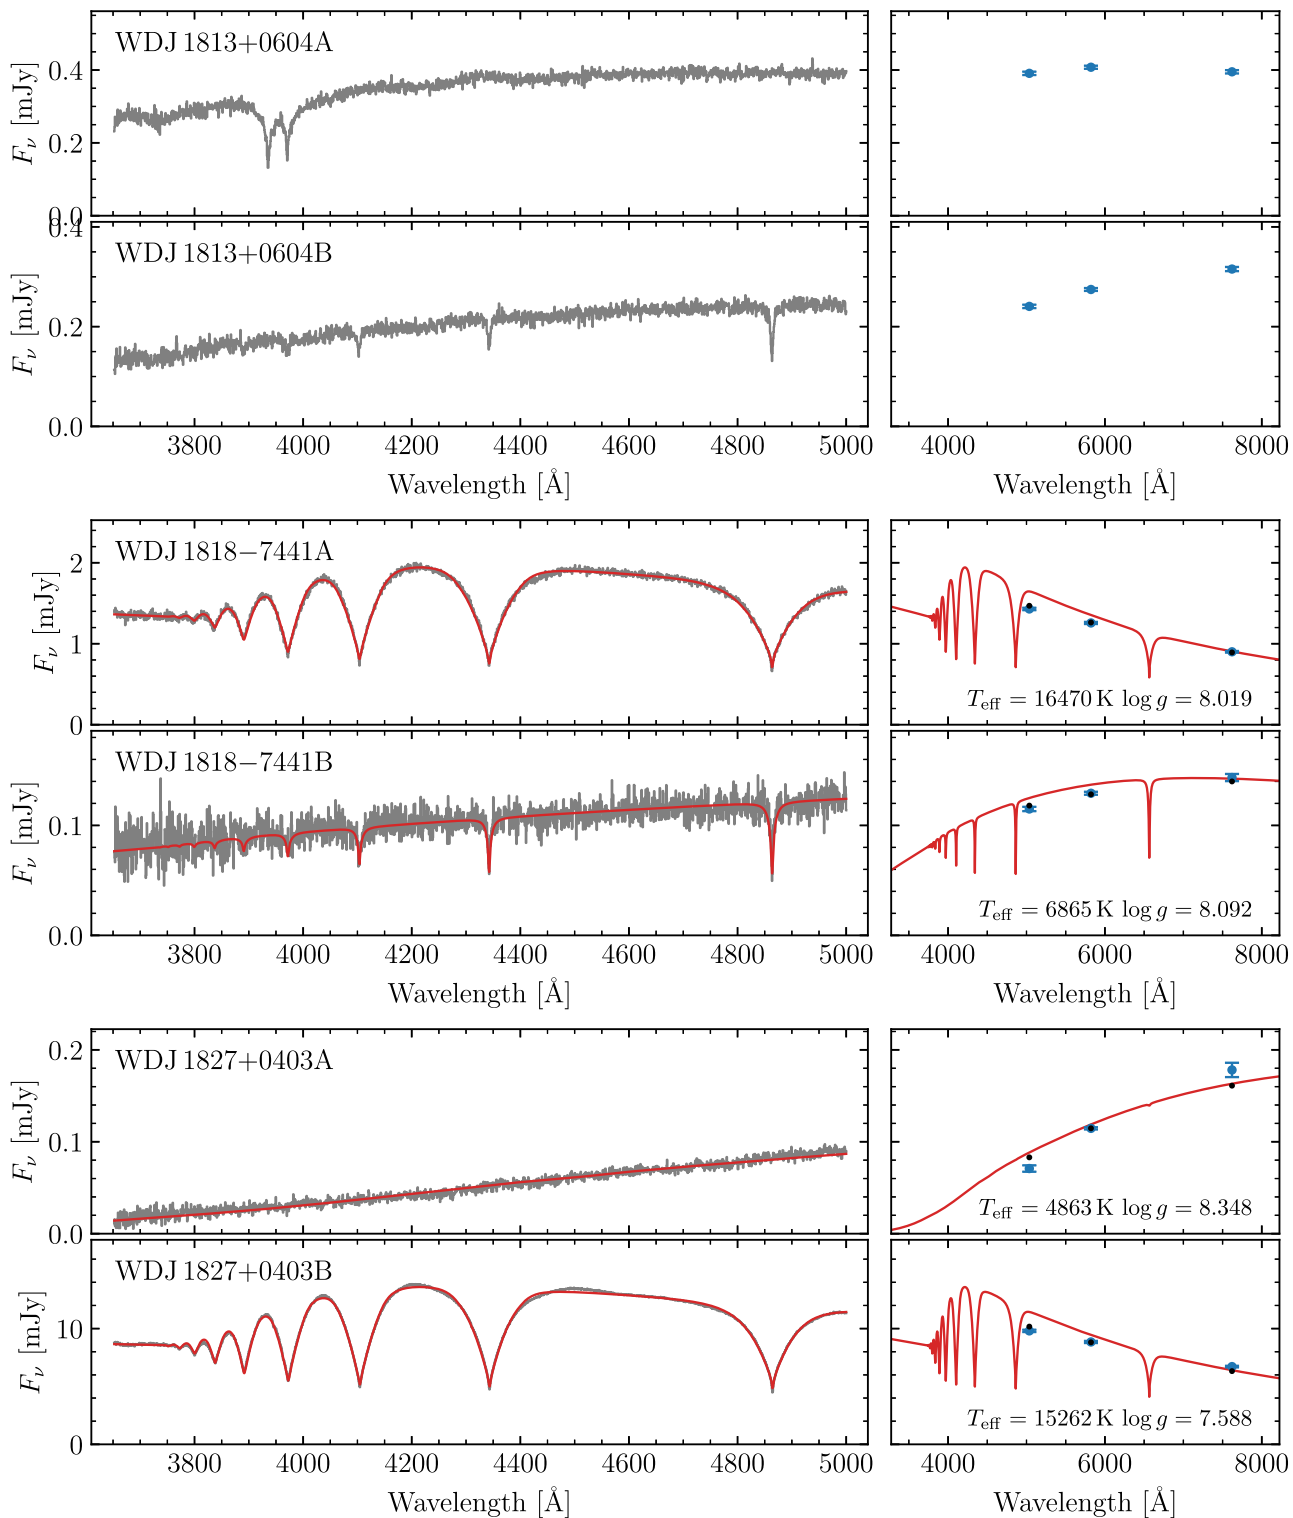 WDJ 1813+0604A
F_ν [mJy]
0.4
0.2
0.0
WDJ 1813+0604B
F_ν [mJy]
0.4
0.2
0.0
3800 4000 4200 4400 4600 4800 5000
4000 6000 8000
Wavelength [Å]
Wavelength [Å]
WDJ 1818−7441A
F_ν [mJy]
2
1
0
T_eff = 16470 K log g = 8.019
WDJ 1818−7441B
F_ν [mJy]
0.1
0.0
T_eff = 6865 K log g = 8.092
3800 4000 4200 4400 4600 4800 5000
4000 6000 8000
Wavelength [Å]
Wavelength [Å]
WDJ 1827+0403A
F_ν [mJy]
0.2
0.1
0.0
T_eff = 4863 K log g = 8.348
WDJ 1827+0403B
F_ν [mJy]
10
0
T_eff = 15262 K log g = 7.588
3800 4000 4200 4400 4600 4800 5000
4000 6000 8000
Wavelength [Å]
Wavelength [Å]